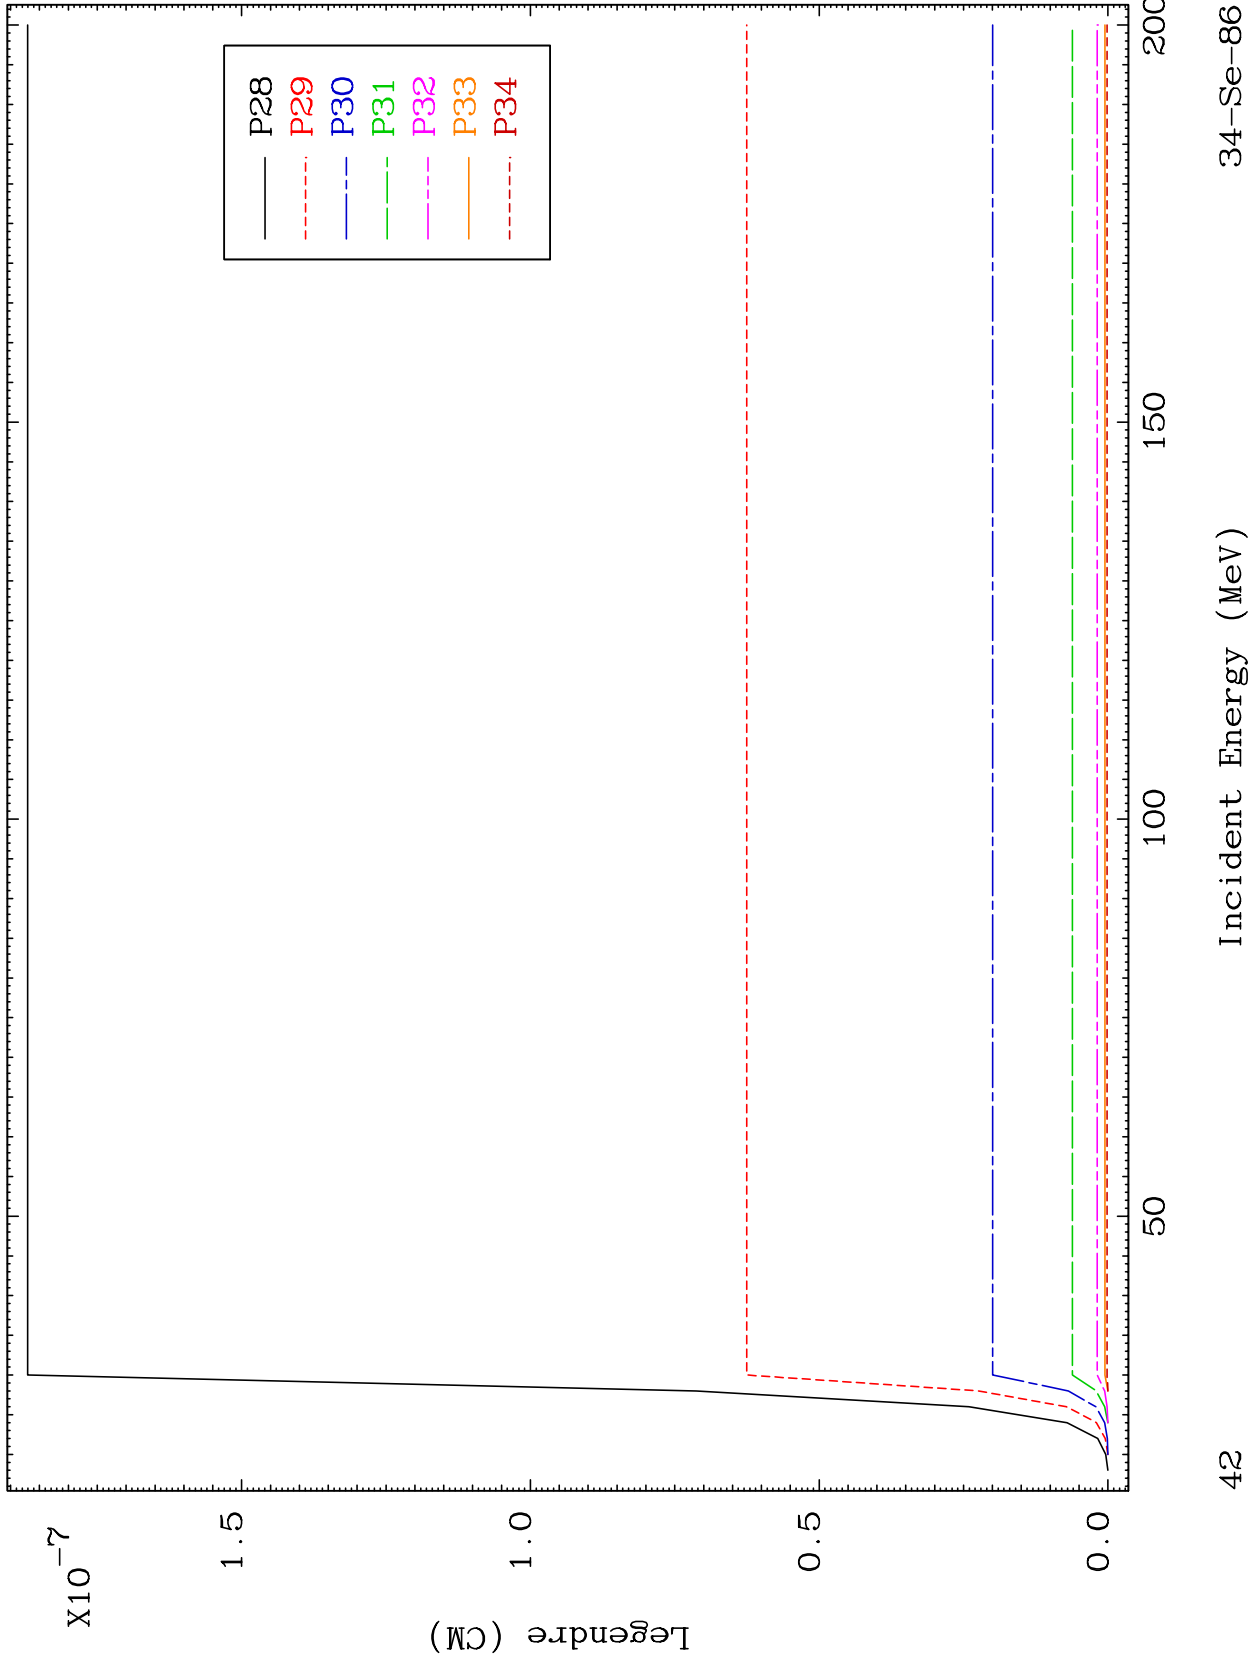 X10-7
1.5
1.0
0.5
0.0
Legendre (CM)
P28
P29
P30
P31
P32
P33
P34
50
100
150
200
42
Incident Energy (MeV)
34-Se-86